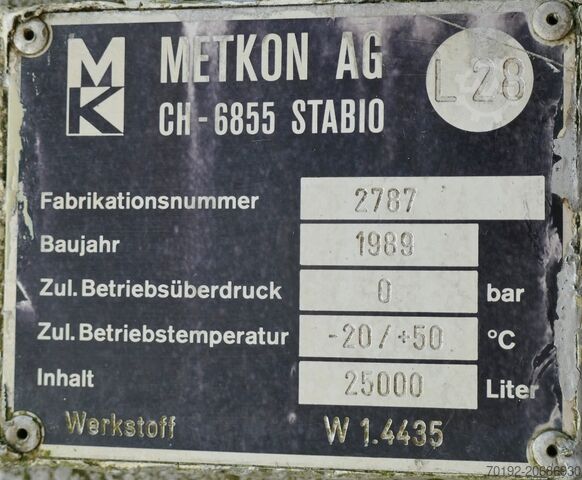 MK
METKON AG
L 28
CH - 6855 STABIO
Fabrikationsnummer 2787
Baujahr 1989
Zul. Betriebsüberdruck 0 bar
Zul. Betriebstemperatur -20 / +50 °C
Inhalt 25000 Liter
Werkstoff W 1.4435
70192-20686930